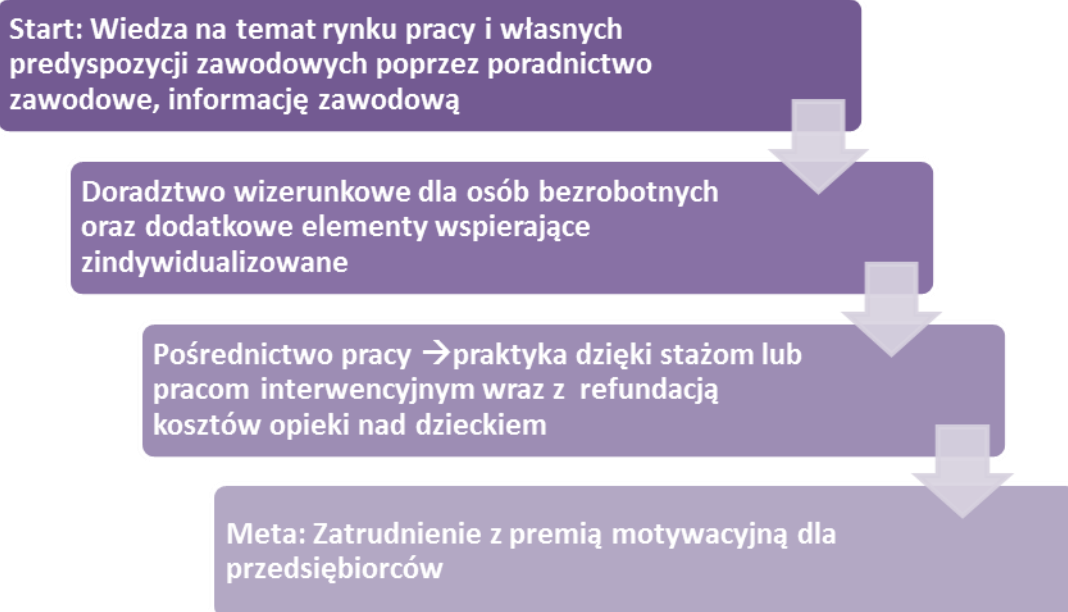 Start: Wiedza na temat rynku pracy i własnych
predyspozycji zawodowych poprzez poradnictwo
zawodowe, informację zawodową
Doradztwo wizerunkowe dla osób bezrobotnych
oraz dodatkowe elementy wspierające
zindywidualizowane
Pośrednictwo pracy →praktyka dzięki stażom lub
pracom interwencyjnym wraz z refundacją
kosztów opieki nad dzieckiem
Meta: Zatrudnienie z premią motywacyjną dla
przedsiębiorców